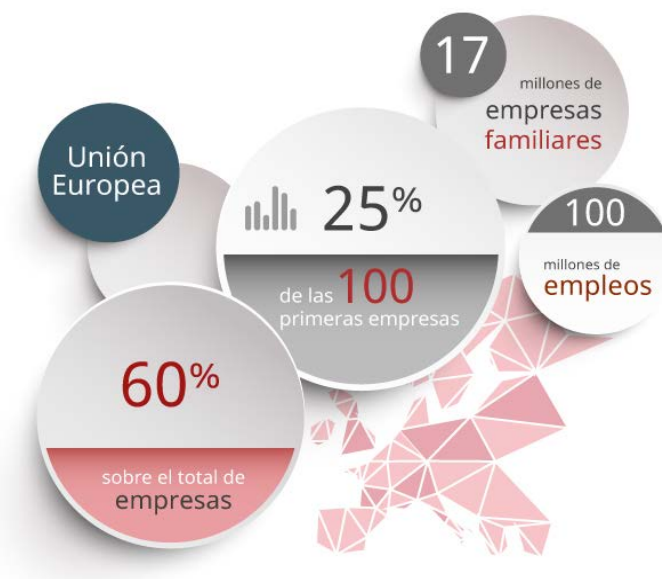 Unión
Europea
17
millones de
empresas
familiares
25%
de las 100
primeras empresas
100
millones de
empleos
60%
sobre el total de
empresas